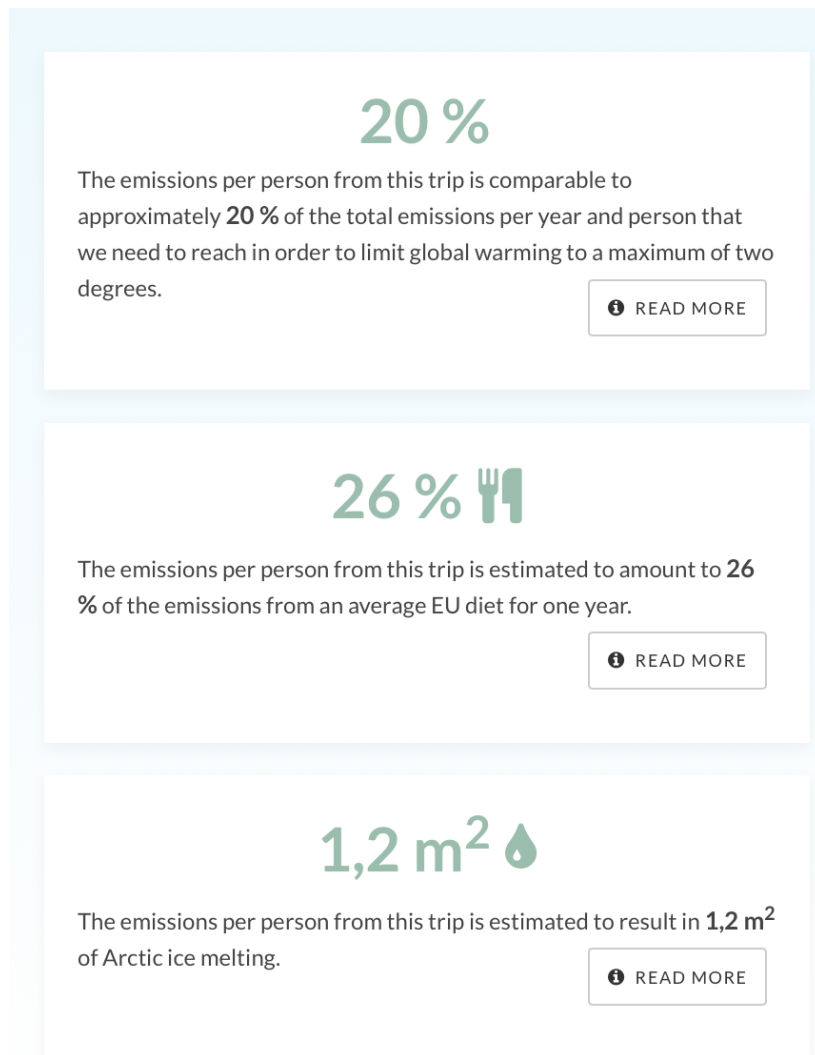 20 %
The emissions per person from this trip is comparable to
approximately 20 % of the total emissions per year and person that
we need to reach in order to limit global warming to a maximum of two
degrees.
READ MORE
26 %
The emissions per person from this trip is estimated to amount to 26
% of the emissions from an average EU diet for one year.
READ MORE
1,2 m²
The emissions per person from this trip is estimated to result in 1,2 m²
of Arctic ice melting.
READ MORE